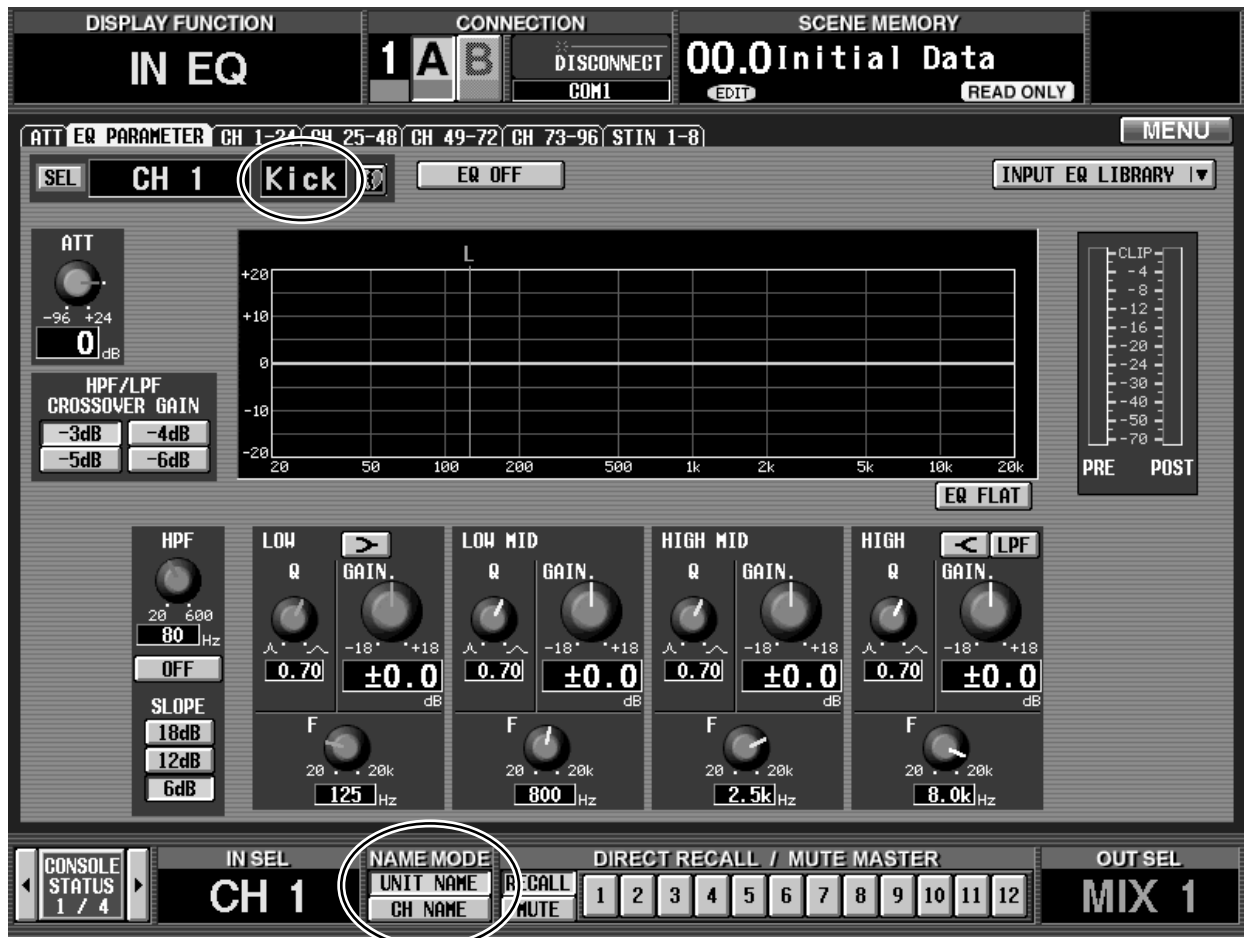 DISPLAY FUNCTION
IN EQ
CONNECTION
1 A B
DISCONNECT
COM1
SCENE MEMORY
00.0 Initial Data
EDIT
READ ONLY
ATT EQ PARAMETER CH 1-24 CH 25-48 CH 49-72 CH 73-96 STIN 1-8
MENU
SEL CH 1 Kick
EQ OFF
INPUT EQ LIBRARY
ATT
-96 +24
0 dB
HPF/LPF
CROSSOVER GAIN
-3dB -4dB
-5dB -6dB
L
+20
+10
0
-10
-20
20 50 100 200 500 1k 2k 5k 10k 20k
EQ FLAT
CLIP
-4
-8
-12
-16
-20
-24
-30
-40
-50
-70
PRE POST
HPF
20 600
80 Hz
OFF
SLOPE
18dB
12dB
6dB
LOW
Q GAIN
-18 +18
0.70 ±0.0
dB
F
20 20k
125 Hz
LOW MID
Q GAIN
-18 +18
0.70 ±0.0
dB
F
20 20k
800 Hz
HIGH MID
Q GAIN
-18 +18
0.70 ±0.0
dB
F
20 20k
2.5k Hz
HIGH LPF
Q GAIN
-18 +18
0.70 ±0.0
dB
F
20 20k
8.0k Hz
CONSOLE
STATUS
1 / 4
IN SEL
CH 1
NAME MODE
UNIT NAME
CH NAME
RECALL
MUTE
DIRECT RECALL / MUTE MASTER
1 2 3 4 5 6 7 8 9 10 11 12
OUT SEL
MIX 1